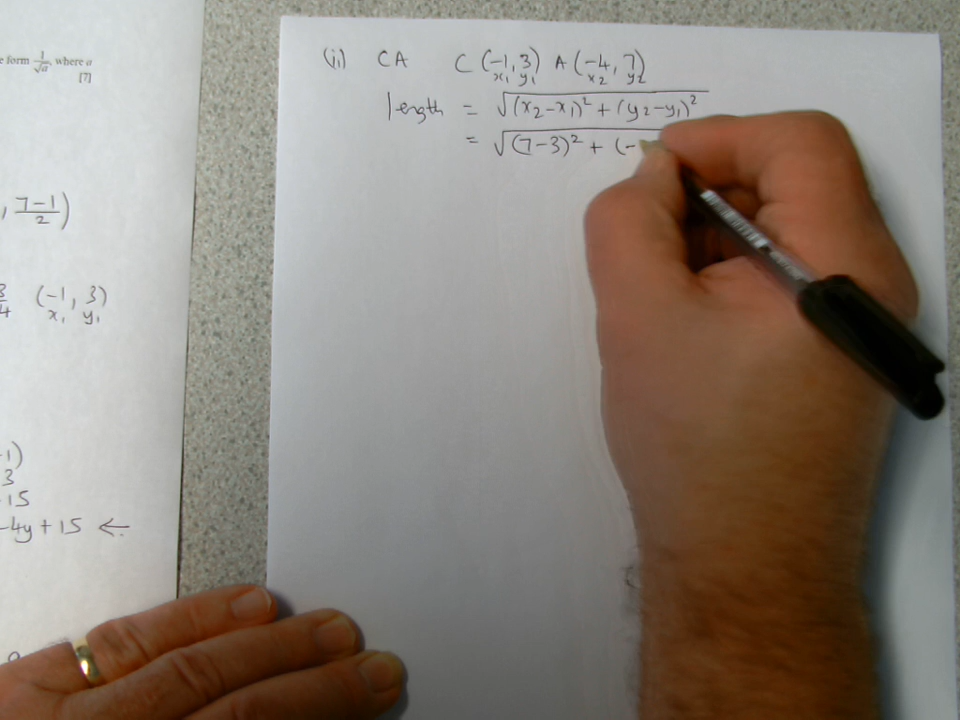 e form 1/√a, where a
[7]
, 7-1/2)
3/4 (-1, 3)
x₁ y₁
-1)
3
15
-4y + 15 ←
(ii) CA C (-1, 3) A (-4, 7)
x₁ y₁ x₂ y₂
length = √(x₂-x₁)² + (y₂-y₁)²
= √(7-3)² + (-